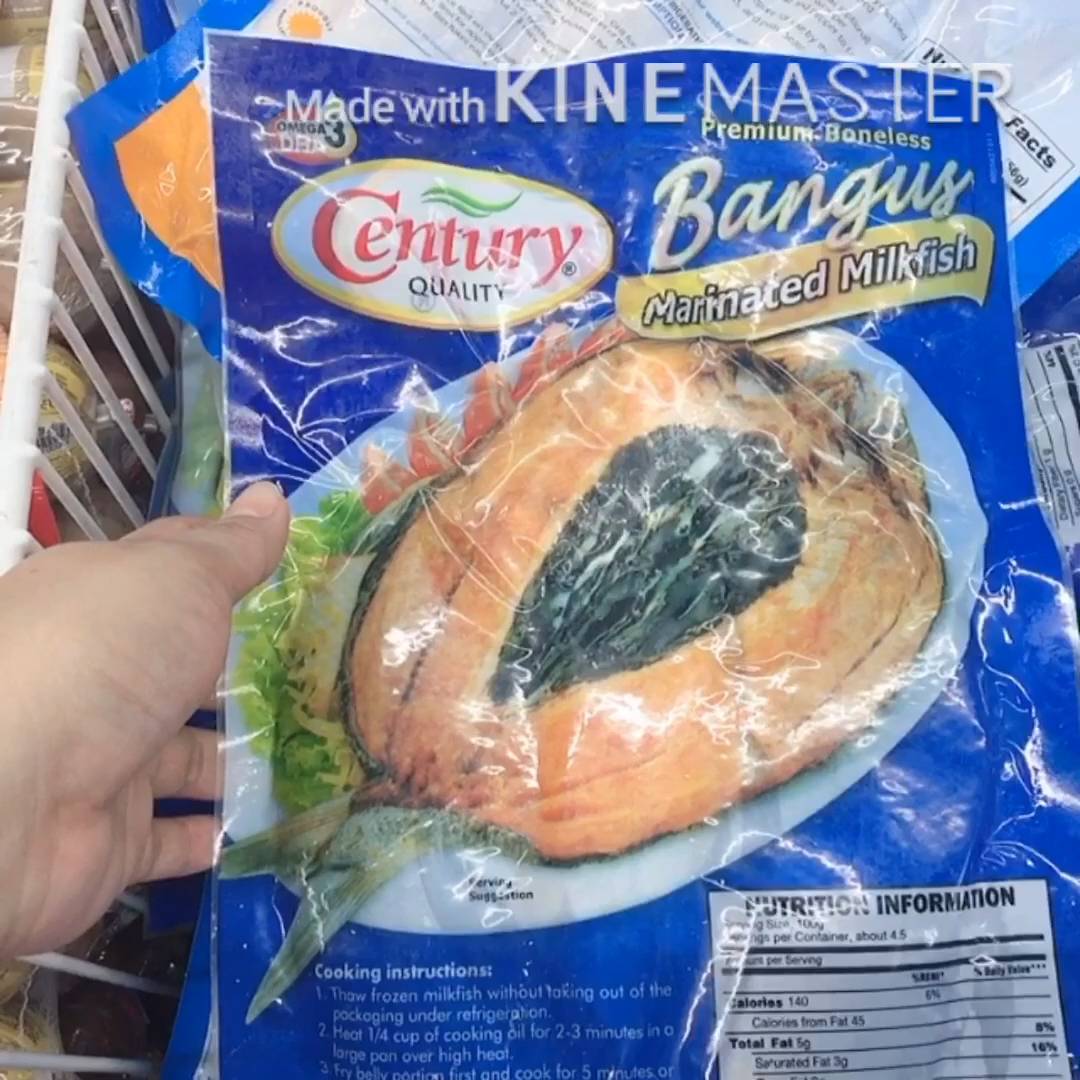 Made with KINEMASTER
Premium Boneless
OMEGA 3
DHA
Bangus
Century
®
QUALITY
Marinated Milkfish
Facts
Serving
Suggestion
NUTRITION INFORMATION
Size, 100g
per Container, about 4.5
per Serving
%RENI* % Daily Value***
Calories 140 6%
Calories from Fat 45
Total Fat 5g 8%
Saturated Fat 3g 16%
Cooking instructions:
1. Thaw frozen milkfish without taking out of the
packaging under refrigeration.
2. Heat 1/4 cup of cooking oil for 2-3 minutes in a
large pan over high heat.
3. Fry belly portion first and cook for 5 minutes or